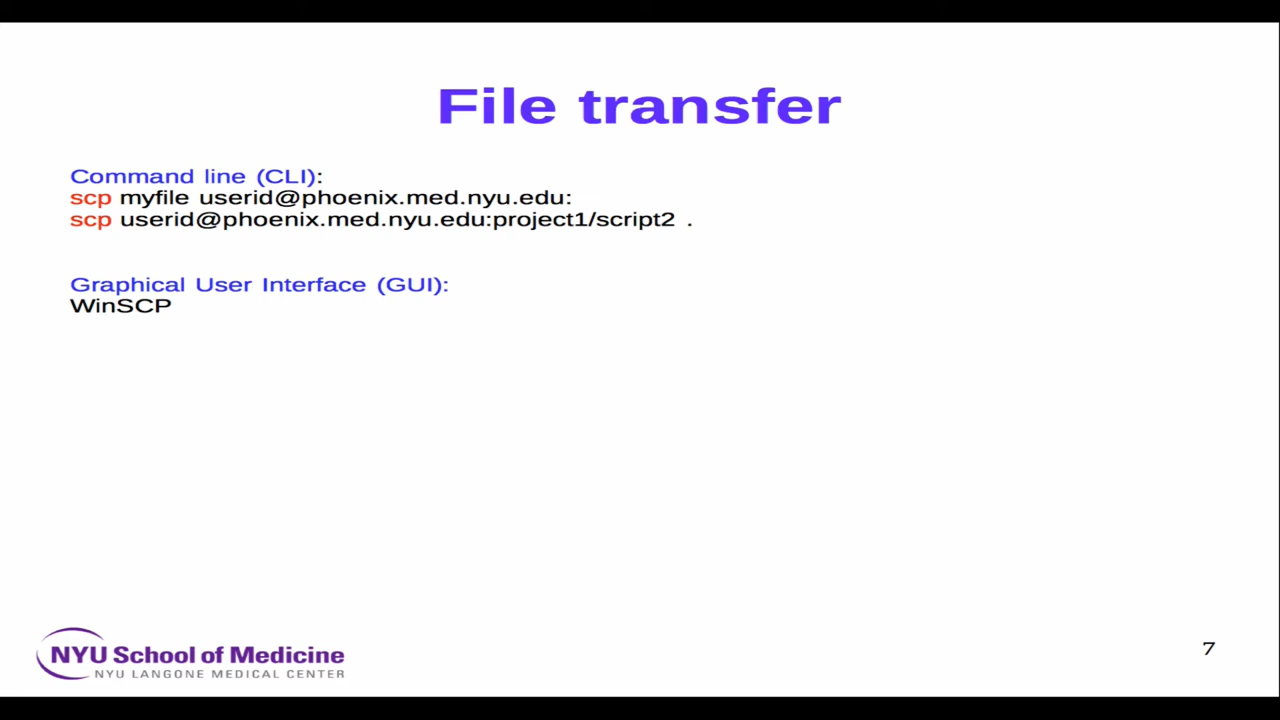 File transfer
Command line (CLI):
scp myfile userid@phoenix.med.nyu.edu:
scp userid@phoenix.med.nyu.edu:project1/script2 .
Graphical User Interface (GUI):
WinSCP
NYU School of Medicine
NYU LANGONE MEDICAL CENTER
7